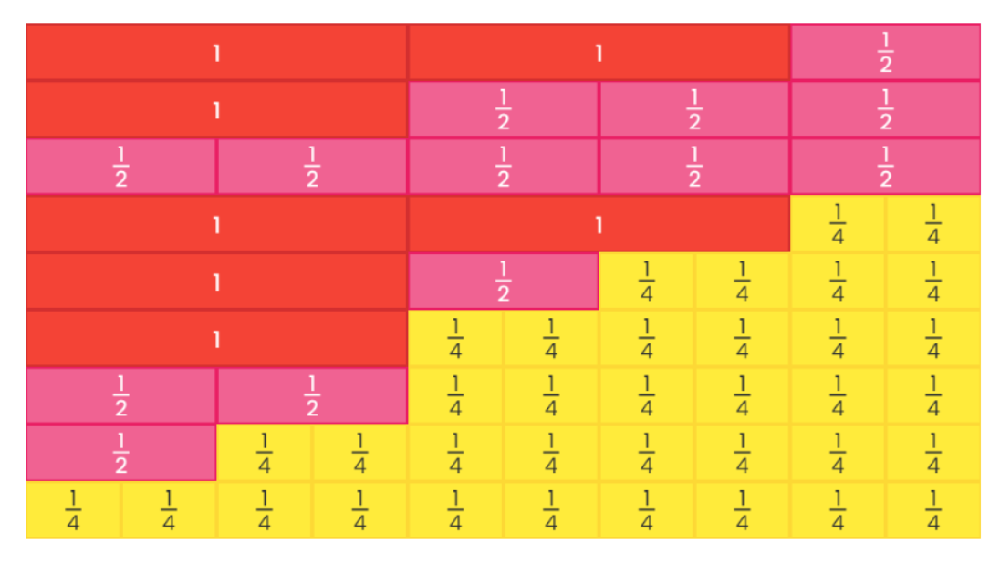 1 1 1/2
1 1/2 1/2 1/2
1/2 1/2 1/2 1/2 1/2
1 1 1/4 1/4
1 1/2 1/4 1/4 1/4 1/4
1 1/4 1/4 1/4 1/4 1/4 1/4
1/2 1/2 1/4 1/4 1/4 1/4 1/4 1/4
1/2 1/4 1/4 1/4 1/4 1/4 1/4 1/4 1/4
1/4 1/4 1/4 1/4 1/4 1/4 1/4 1/4 1/4 1/4